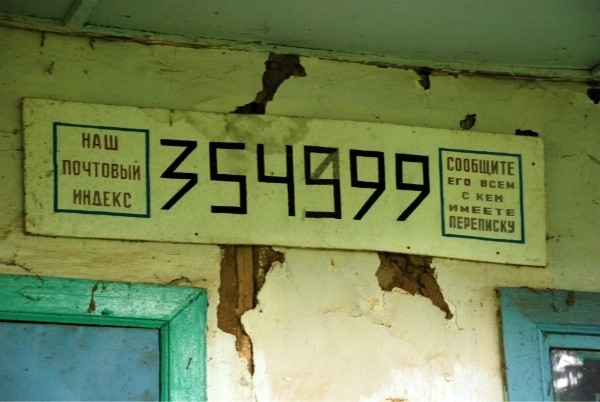 НАШ
ПОЧТОВЫЙ
ИНДЕКС
354999
СООБЩИТЕ
ЕГО ВСЕМ
С КЕМ
ИМЕЕТЕ
ПЕРЕПИСКУ